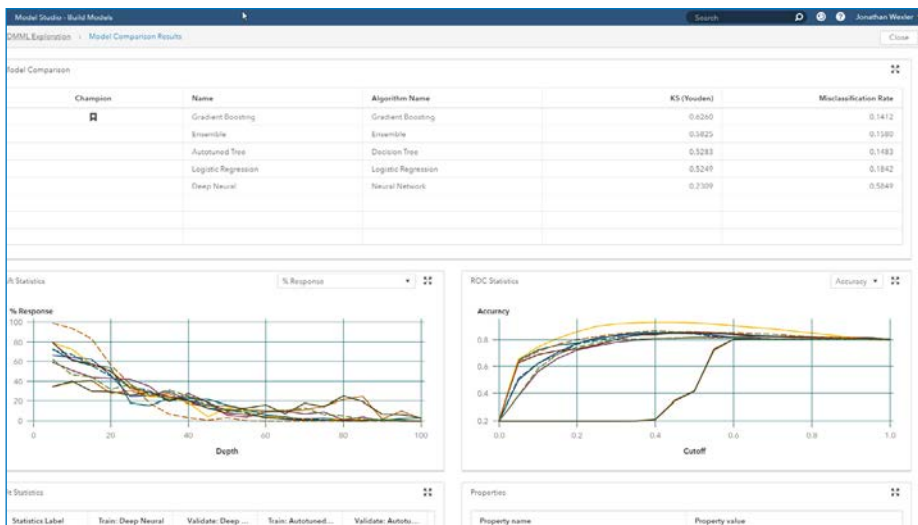 Model Studio - Build Models Search Jonathan Wexler
DMML Exploration › Model Comparison Results Close
Model Comparison
Champion Name Algorithm Name KS (Youden) Misclassification Rate
Gradient Boosting Gradient Boosting 0.6260 0.1412
Ensemble Ensemble 0.5825 0.1580
Autotuned Tree Decision Tree 0.5283 0.1483
Logistic Regression Logistic Regression 0.5249 0.1842
Deep Neural Neural Network 0.2309 0.5849
ft Statistics % Response ROC Statistics Accuracy
% Response Accuracy
100
80 0.8
60 0.6
40 0.4
20
0 0.2
0 20 40 60 80 100 0.0 0.2 0.4 0.6 0.8 1.0
Depth Cutoff
it Statistics Properties
Statistics Label Train: Deep Neural Validate: Deep ... Train: Autotuned... Validate: Autotu... Property name Property value